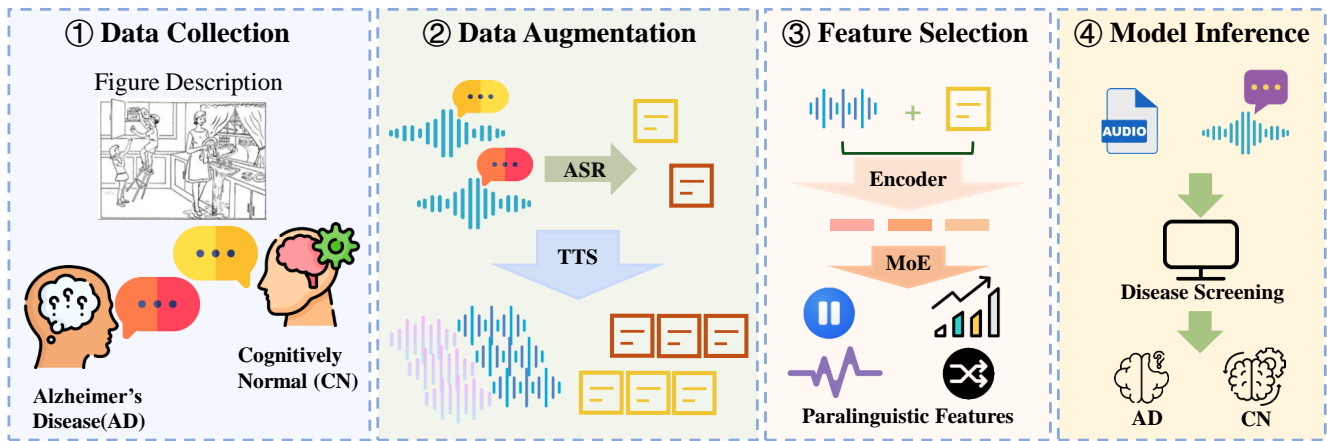 ① Data Collection
Figure Description
Cognitively
Normal (CN)
Alzheimer's
Disease(AD)
② Data Augmentation
ASR
TTS
③ Feature Selection
+
Encoder
MoE
Paralinguistic Features
④ Model Inference
AUDIO
Disease Screening
AD
CN